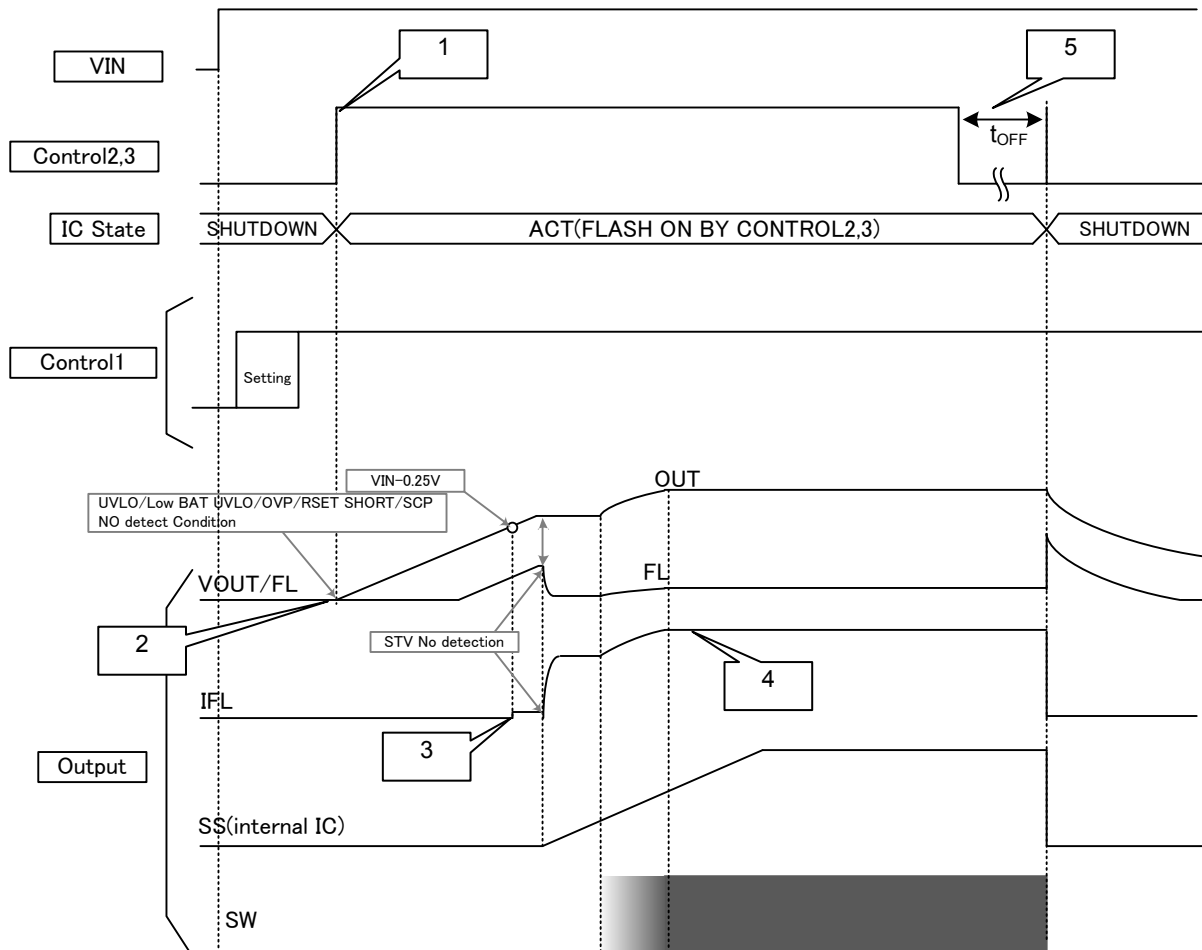 1
5
VIN
tOFF
Control2,3
IC State
SHUTDOWN
ACT(FLASH ON BY CONTROL2,3)
SHUTDOWN
Control1
Setting
VIN-0.25V
OUT
UVLO/Low BAT UVLO/OVP/RSET SHORT/SCP
NO detect Condition
VOUT/FL
FL
2
STV No detection
4
IFL
3
Output
SS(internal IC)
SW